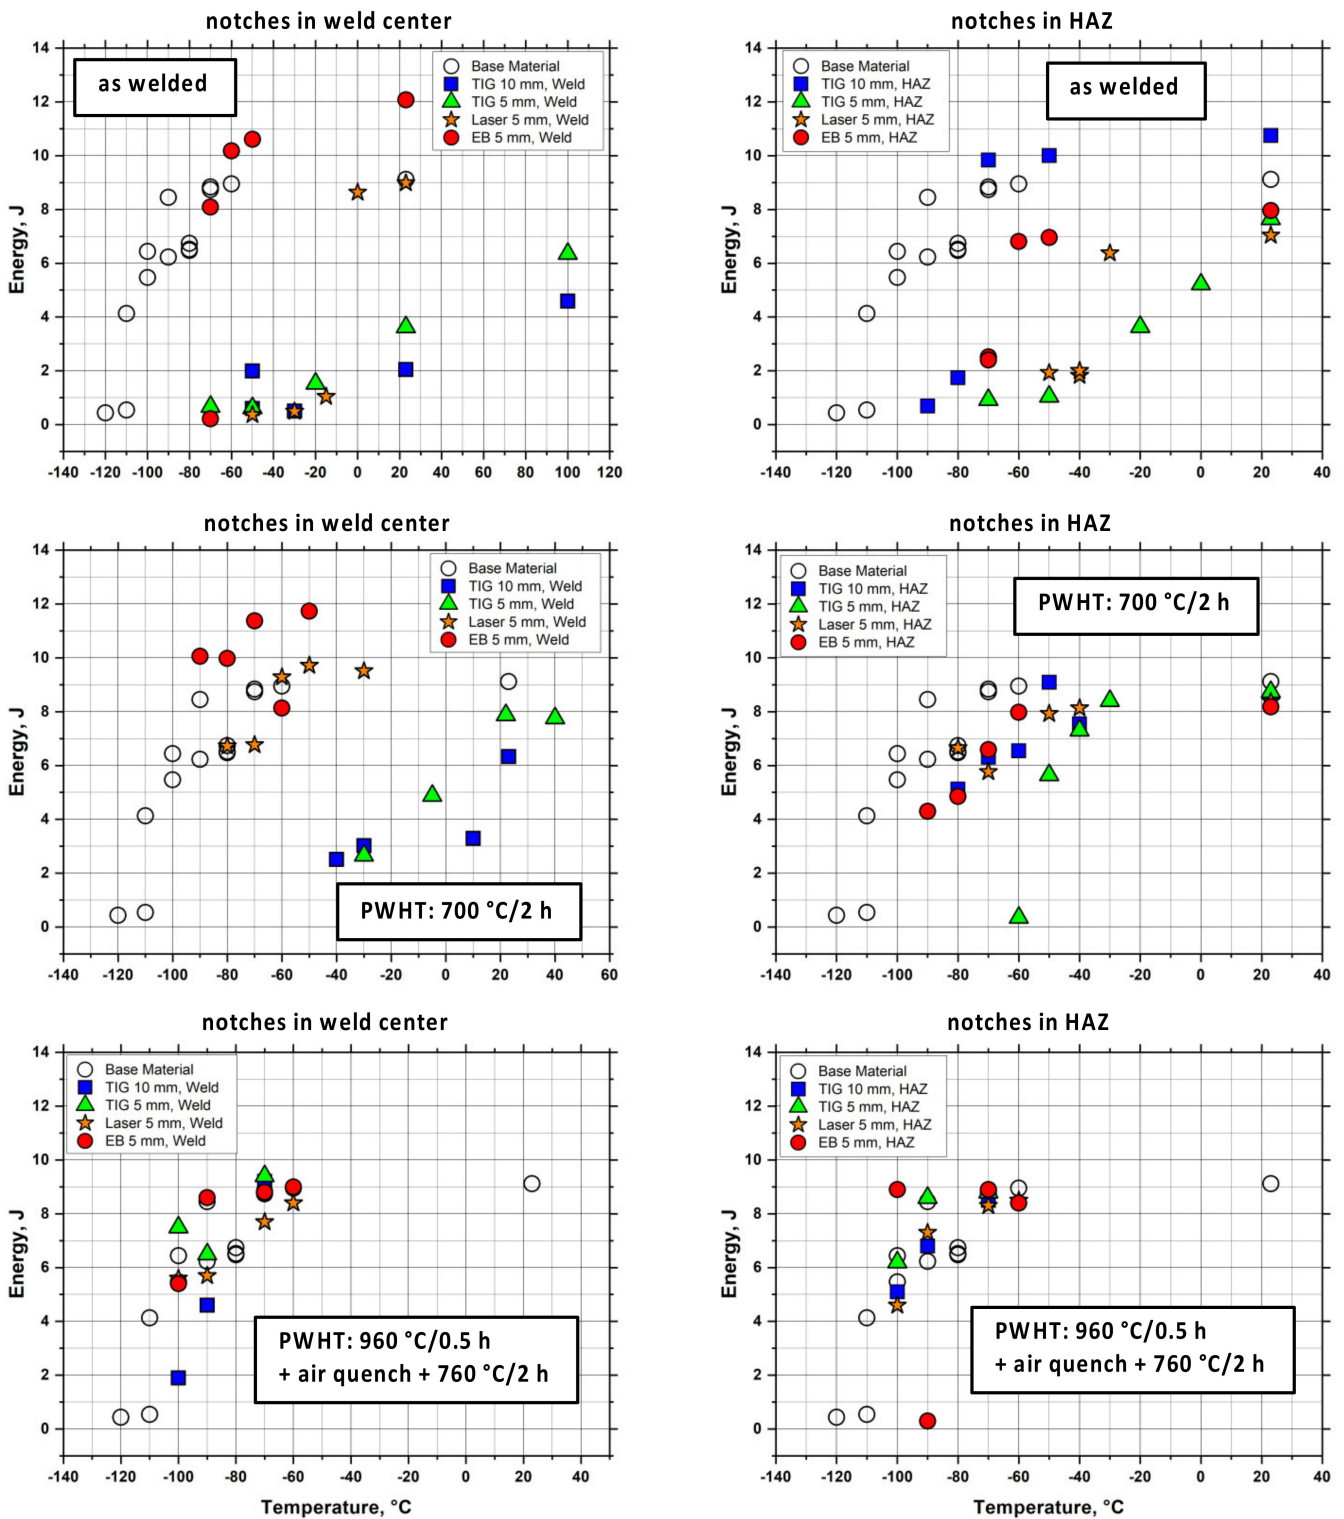 notches in weld center
as welded
Base Material
TIG 10 mm, Weld
TIG 5 mm, Weld
Laser 5 mm, Weld
EB 5 mm, Weld
Energy, J
14
12
10
8
6
4
2
0
-140 -120 -100 -80 -60 -40 -20 0 20 40 60 80 100 120
notches in HAZ
as welded
Base Material
TIG 10 mm, HAZ
TIG 5 mm, HAZ
Laser 5 mm, HAZ
EB 5 mm, HAZ
Energy, J
14
12
10
8
6
4
2
0
-140 -120 -100 -80 -60 -40 -20 0 20 40
notches in weld center
Base Material
TIG 10 mm, Weld
TIG 5 mm, Weld
Laser 5 mm, Weld
EB 5 mm, Weld
PWHT: 700 °C/2 h
Energy, J
14
12
10
8
6
4
2
0
-140 -120 -100 -80 -60 -40 -20 0 20 40 60
notches in HAZ
Base Material
TIG 10 mm, HAZ
TIG 5 mm, HAZ
Laser 5 mm, HAZ
EB 5 mm, HAZ
PWHT: 700 °C/2 h
Energy, J
14
12
10
8
6
4
2
0
-140 -120 -100 -80 -60 -40 -20 0 20 40
notches in weld center
Base Material
TIG 10 mm, Weld
TIG 5 mm, Weld
Laser 5 mm, Weld
EB 5 mm, Weld
PWHT: 960 °C/0.5 h
+ air quench + 760 °C/2 h
Energy, J
14
12
10
8
6
4
2
0
-140 -120 -100 -80 -60 -40 -20 0 20 40
Temperature, °C
notches in HAZ
Base Material
TIG 10 mm, HAZ
TIG 5 mm, HAZ
Laser 5 mm, HAZ
EB 5 mm, HAZ
PWHT: 960 °C/0.5 h
+ air quench + 760 °C/2 h
Energy, J
14
12
10
8
6
4
2
0
-140 -120 -100 -80 -60 -40 -20 0 20 40
Temperature, °C